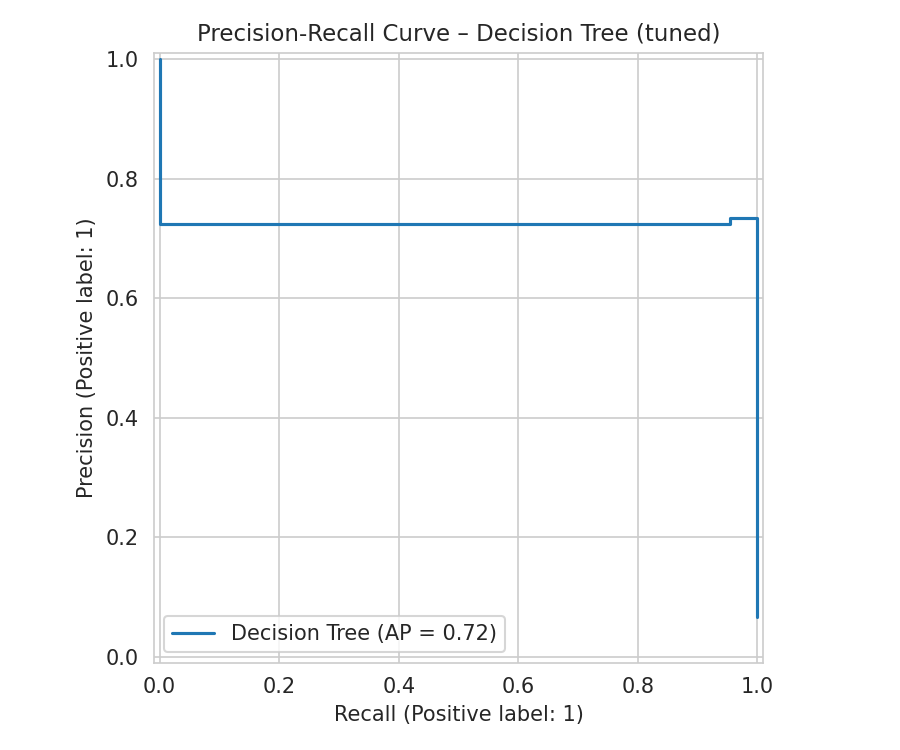 Precision-Recall Curve – Decision Tree (tuned)
Precision (Positive label: 1)
1.0
0.8
0.6
0.4
0.2
0.0
Decision Tree (AP = 0.72)
0.0 0.2 0.4 0.6 0.8 1.0
Recall (Positive label: 1)